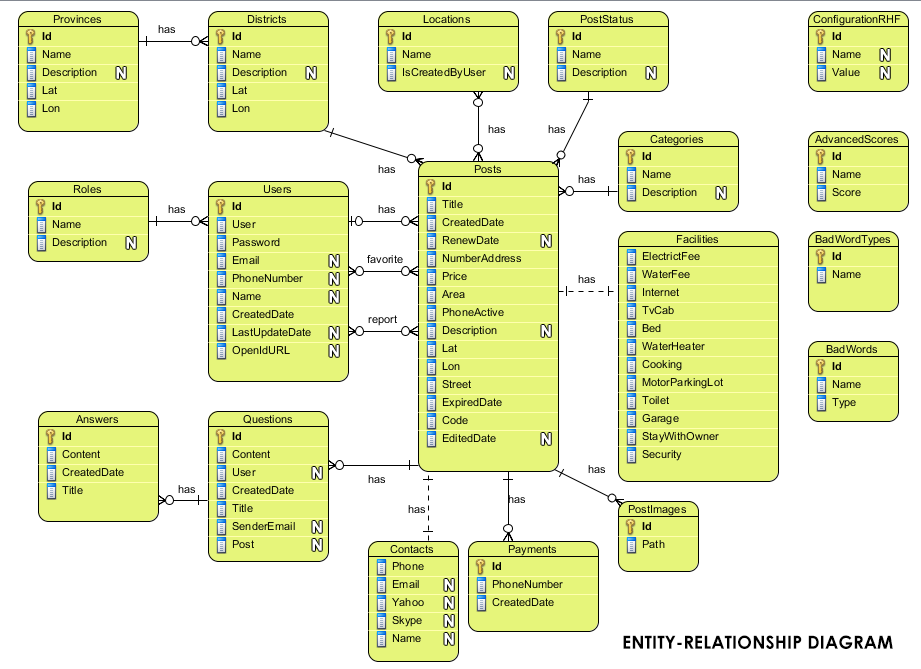 Provinces
Id
Name
Description N
Lat
Lon
has
Districts
Id
Name
Description N
Lat
Lon
has
Locations
Id
Name
IsCreatedByUser N
has
PostStatus
Id
Name
Description N
has
ConfigurationRHF
Id
Name N
Value N
Categories
Id
Name
Description N
has
AdvancedScores
Id
Name
Score
Roles
Id
Name
Description N
has
Users
Id
User
Password
Email N
PhoneNumber N
Name N
CreatedDate
LastUpdateDate N
OpenIdURL N
has
favorite
report
Posts
Id
Title
CreatedDate
RenewDate N
NumberAddress
Price
Area
PhoneActive
Description N
Lat
Lon
Street
ExpiredDate
Code
EditedDate N
has
Facilities
ElectrictFee
WaterFee
Internet
TvCab
Bed
WaterHeater
Cooking
MotorParkingLot
Toilet
Garage
StayWithOwner
Security
BadWordTypes
Id
Name
BadWords
Id
Name
Type
Answers
Id
Content
CreatedDate
Title
has
Questions
Id
Content
User N
CreatedDate
Title
SenderEmail N
Post N
has
has
has
has
Contacts
Phone
Email N
Yahoo N
Skype N
Name N
Payments
Id
PhoneNumber
CreatedDate
PostImages
Id
Path
ENTITY-RELATIONSHIP DIAGRAM